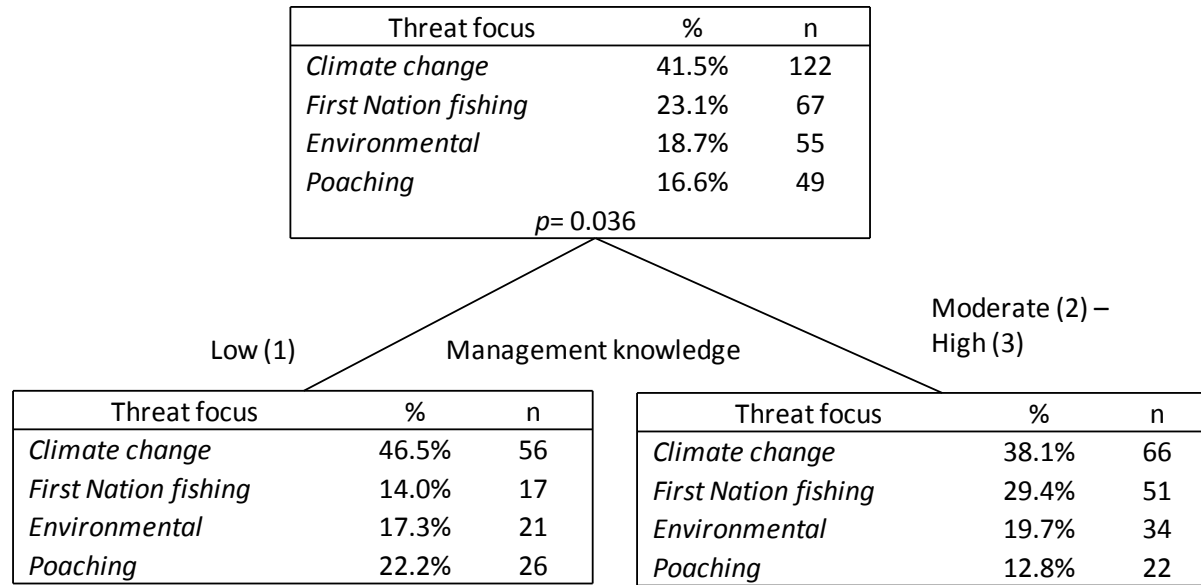 Threat focus % n
Climate change 41.5% 122
First Nation fishing 23.1% 67
Environmental 18.7% 55
Poaching 16.6% 49
p= 0.036
Low (1) Management knowledge Moderate (2) –
High (3)
Threat focus % n
Climate change 46.5% 56
First Nation fishing 14.0% 17
Environmental 17.3% 21
Poaching 22.2% 26
Threat focus % n
Climate change 38.1% 66
First Nation fishing 29.4% 51
Environmental 19.7% 34
Poaching 12.8% 22